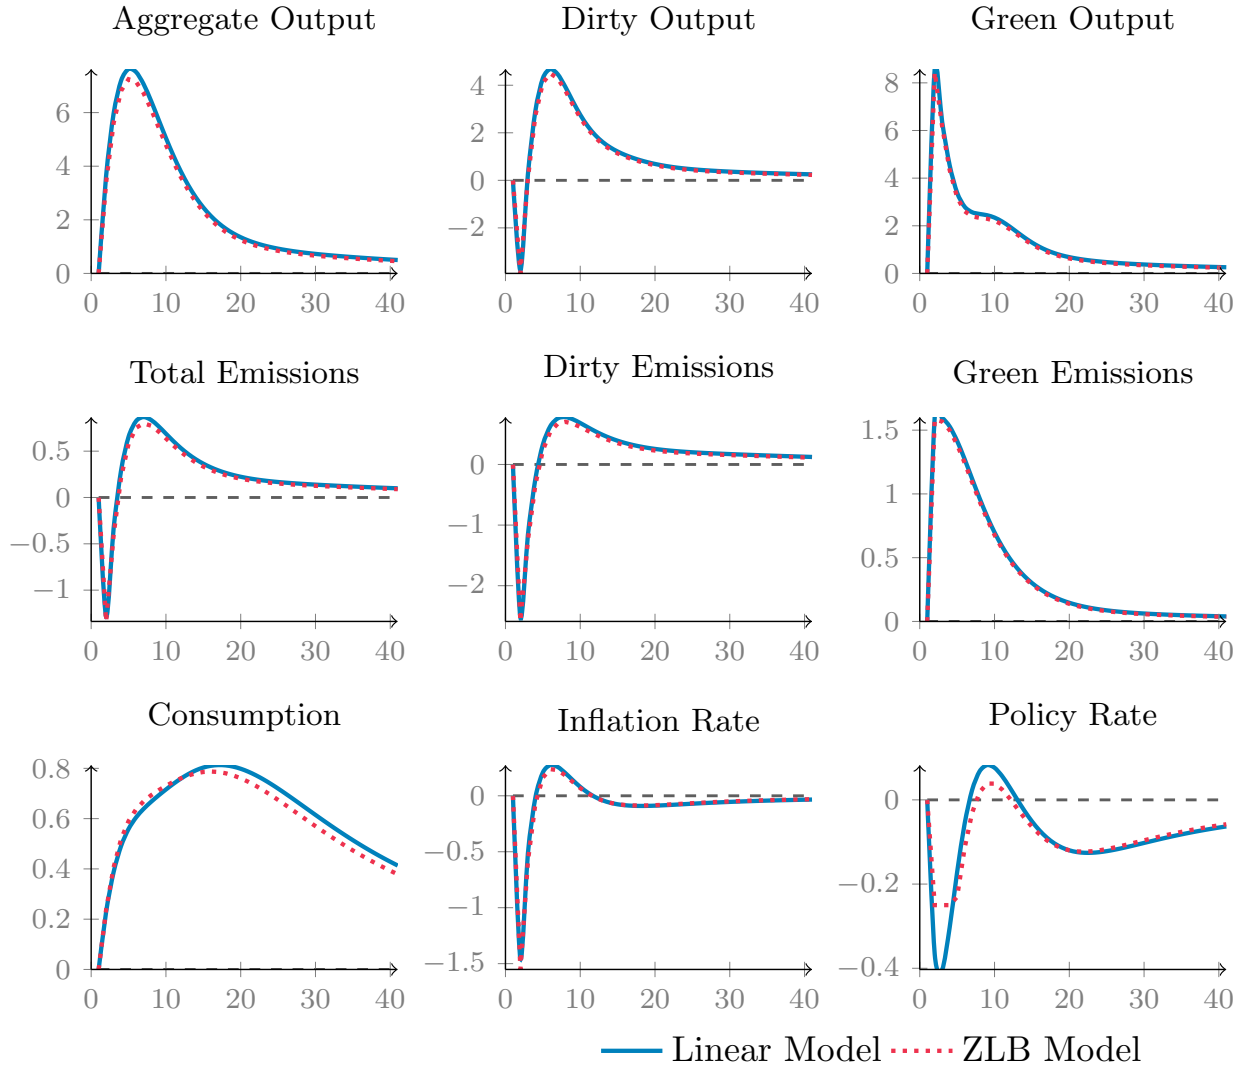 Aggregate Output
Dirty Output
Green Output
6
4
2
0
0 10 20 30 40
4
2
0
−2
0 10 20 30 40
8
6
4
2
0
0 10 20 30 40
Total Emissions
Dirty Emissions
Green Emissions
0.5
0
−0.5
−1
0 10 20 30 40
0
−1
−2
0 10 20 30 40
1.5
1
0.5
0
0 10 20 30 40
Consumption
Inflation Rate
Policy Rate
0.8
0.6
0.4
0.2
0
0 10 20 30 40
0
−0.5
−1
−1.5
0 10 20 30 40
0
−0.2
−0.4
0 10 20 30 40
Linear Model ZLB Model